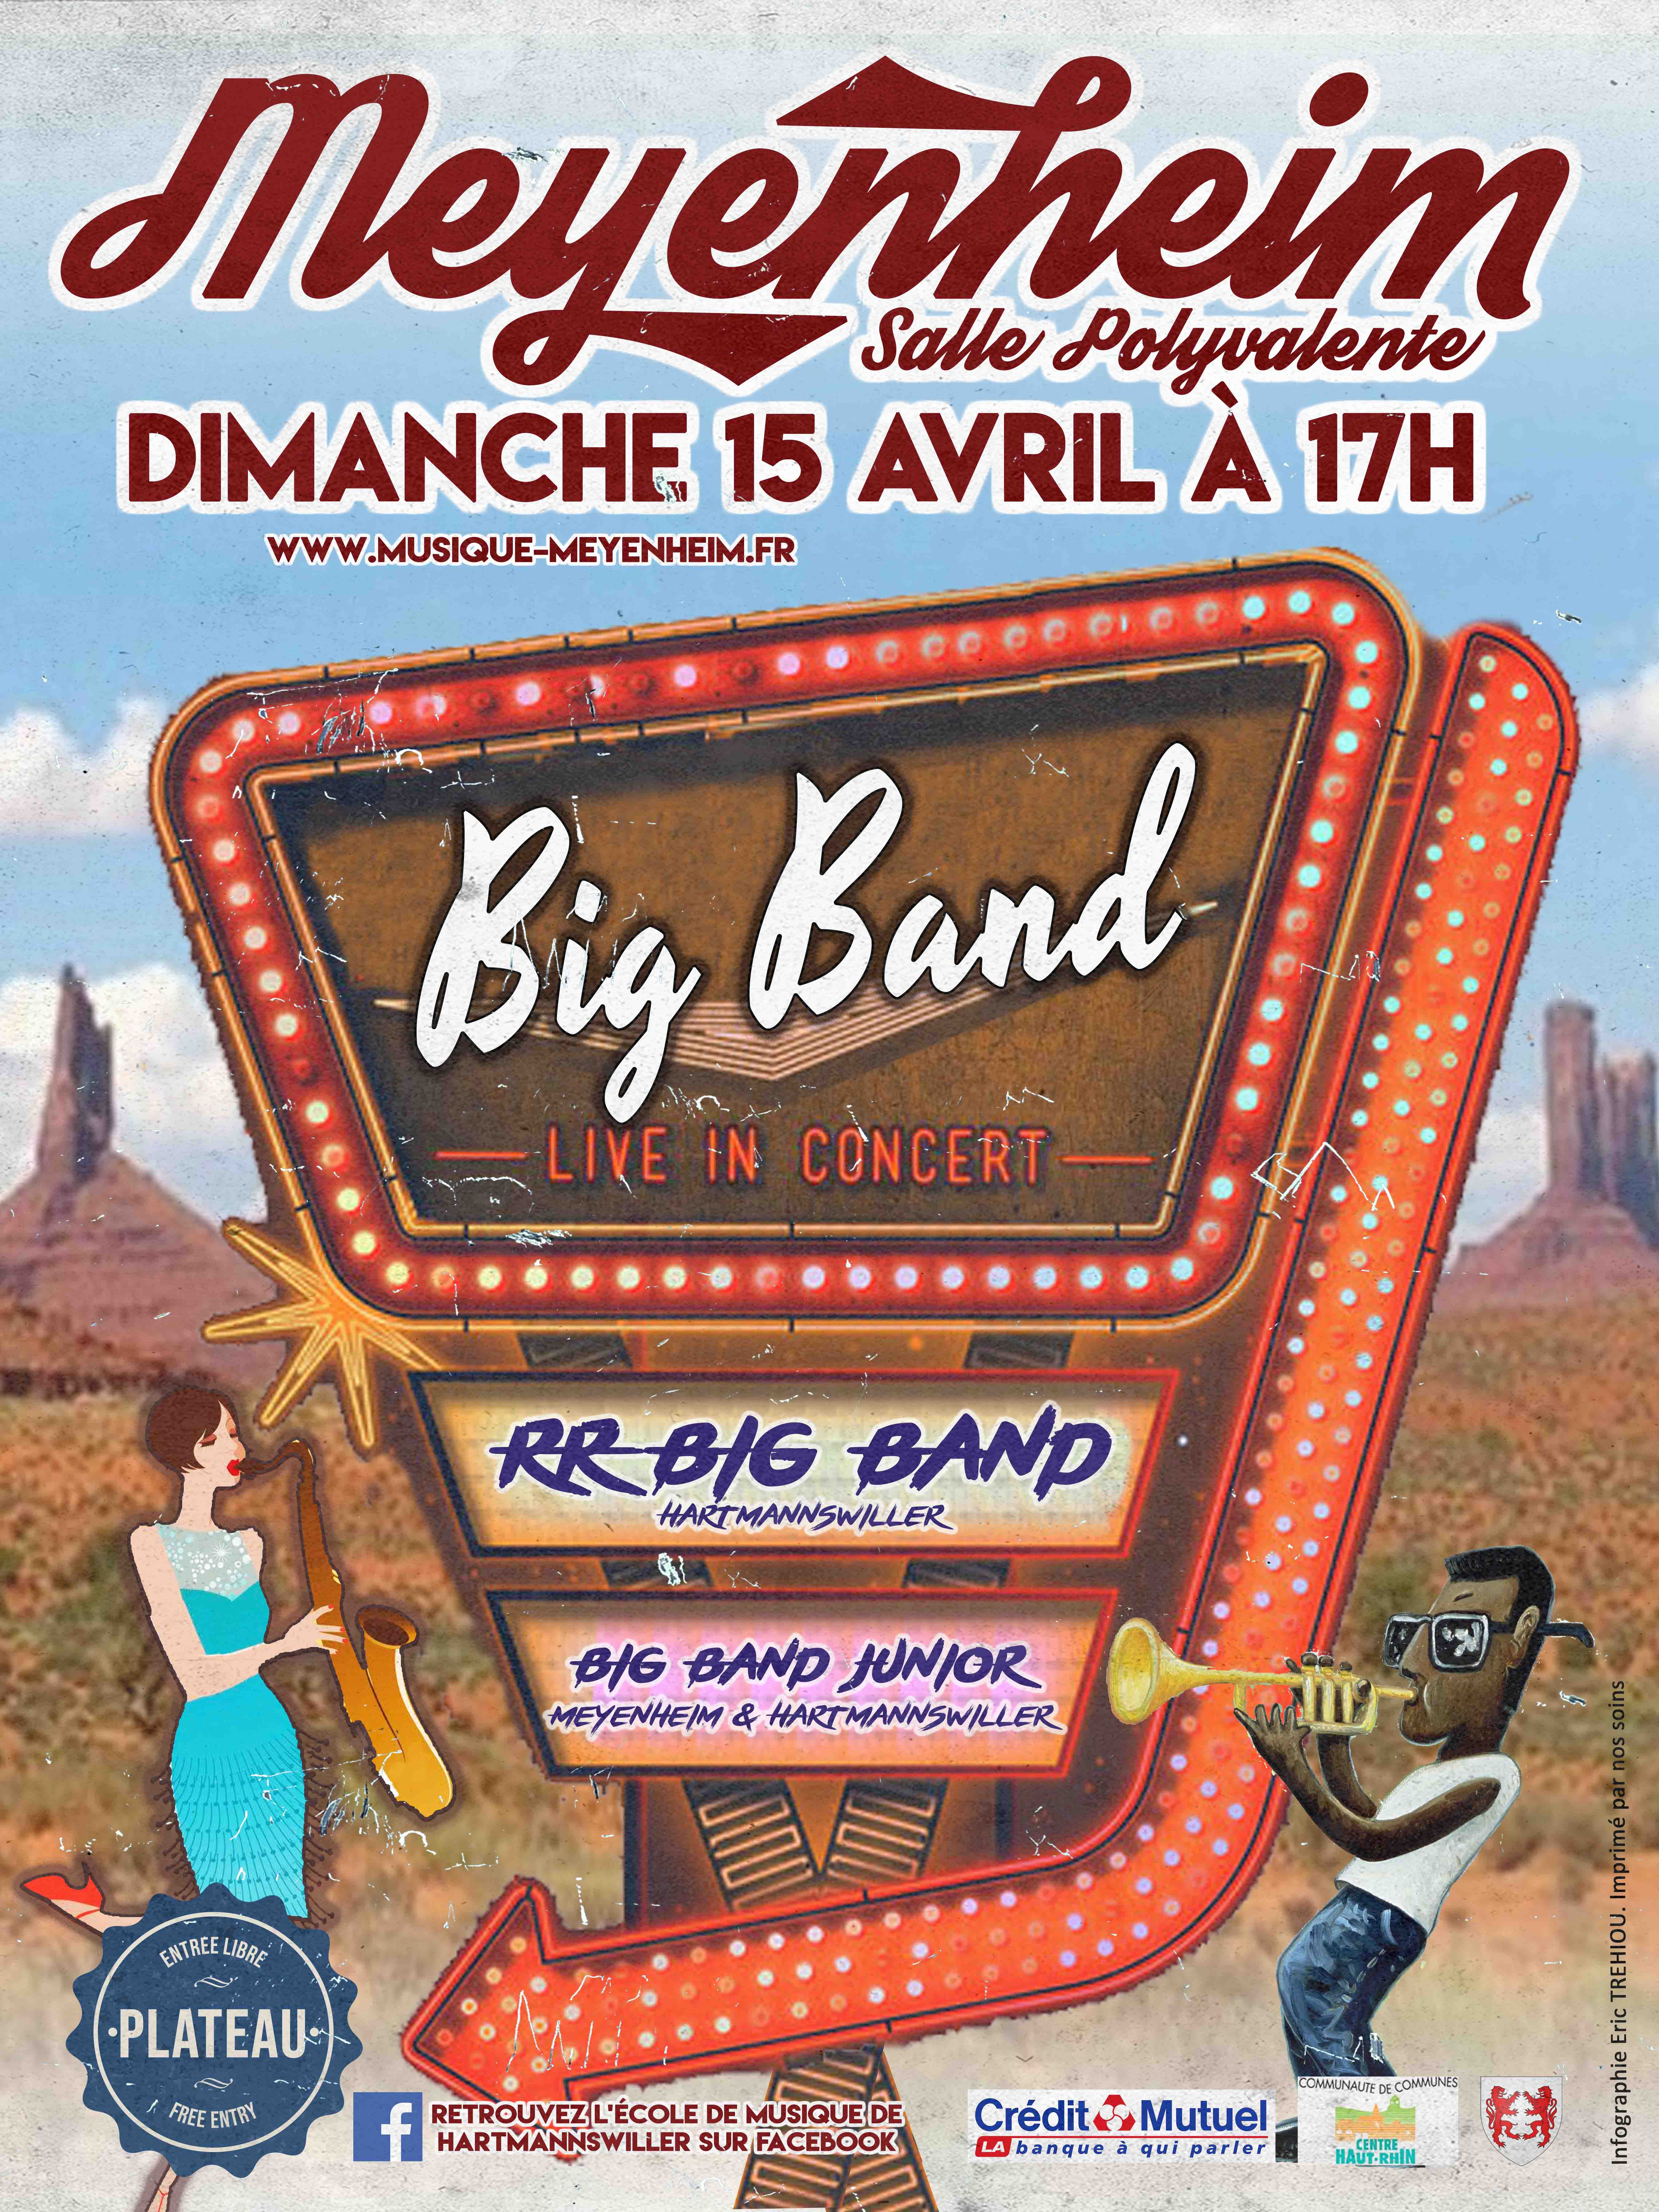 Meyenheim
Salle Polyvalente
DIMANCHE 15 AVRIL À 17H
WWW.MUSIQUE-MEYENHEIM.FR
Big Band
LIVE IN CONCERT
RR BIG BAND
HARTMANNSWILLER
BIG BAND JUNIOR
MEYENHEIM & HARTMANNSWILLER
ENTREE LIBRE
PLATEAU
FREE ENTRY
f
RETROUVEZ L'ÉCOLE DE MUSIQUE DE
HARTMANNSWILLER SUR FACEBOOK
Crédit Mutuel
LA banque à qui parler
COMMUNAUTE DE COMMUNES
CENTRE
HAUT-RHIN
Infographie Eric TREHIOU. Imprimé par nos soins